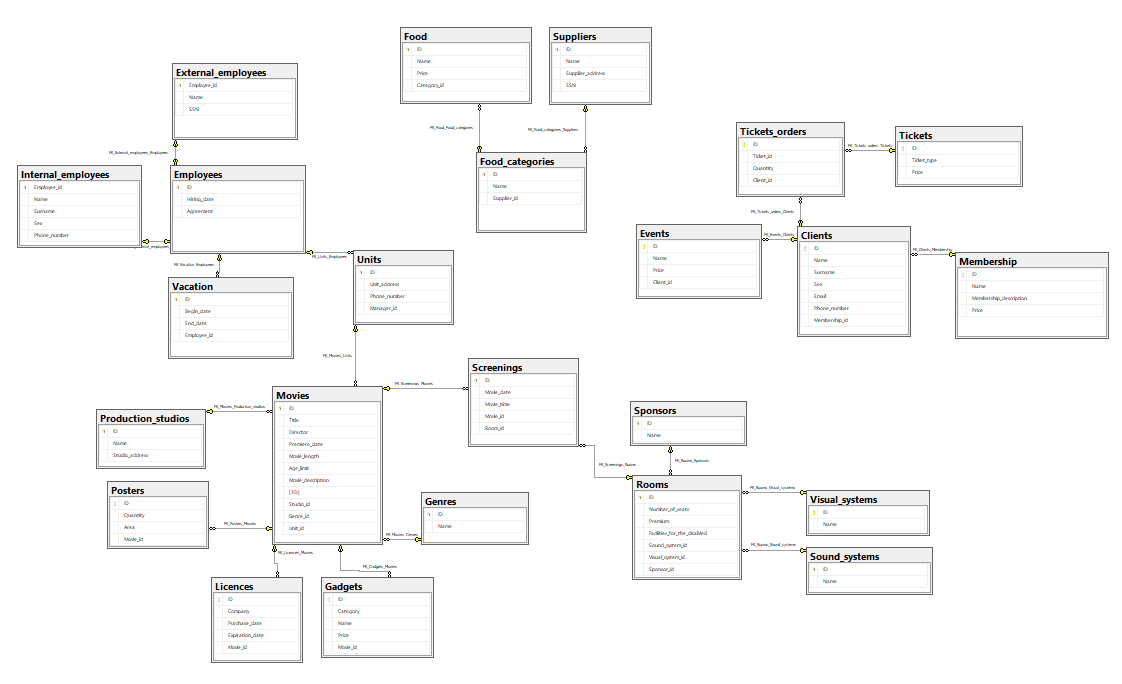 Food
ID
Name
Price
Category_id
Suppliers
ID
Name
Supplier_address
SSN
External_employees
Employee_id
Name
SSN
FK_Food_Food_categories
FK_Food_categories_Suppliers
Tickets_orders
ID
Ticket_id
Quantity
Client_id
FK_Tickets_orders_Tickets
Tickets
ID
Ticket_type
Price
FK_External_employees_Employees
Internal_employees
Employee_id
Name
Surname
Sex
Phone_number
Employees
ID
Hiring_date
Agreement
Food_categories
ID
Name
Supplier_id
FK_Tickets_orders_Clients
Events
ID
Name
Price
Client_id
FK_Events_Clients
Clients
ID
Name
Surname
Sex
Email
Phone_number
Membership_id
FK_Clients_Membership
Membership
ID
Name
Membership_description
Price
FK_Vacation_Employees
FK_Units_Employees
Units
ID
Unit_address
Phone_number
Manager_id
Vacation
ID
Begin_date
End_date
Employee_id
FK_Movies_Units
Screenings
ID
Movie_date
Movie_time
Movie_id
Room_id
FK_Screenings_Movies
Movies
ID
Title
Director
Premiere_date
Movie_length
Age_limit
Movie_description
[3D]
Studio_id
Genre_id
Unit_id
FK_Movies_Production_studios
Production_studios
ID
Name
Studio_address
Sponsors
ID
Name
FK_Screenings_Rooms
FK_Rooms_Sponsors
Rooms
ID
Number_of_seats
Premium
Facilities_for_the_disabled
Sound_system_id
Visual_system_id
Sponsor_id
FK_Rooms_Visual_systems
Visual_systems
ID
Name
FK_Rooms_Sound_systems
Sound_systems
ID
Name
Posters
ID
Quantity
Area
Movie_id
FK_Posters_Movies
Genres
ID
Name
FK_Movies_Genres
FK_Licences_Movies
FK_Gadgets_Movies
Licences
ID
Company
Purchase_date
Expiration_date
Movie_id
Gadgets
ID
Category
Name
Price
Movie_id